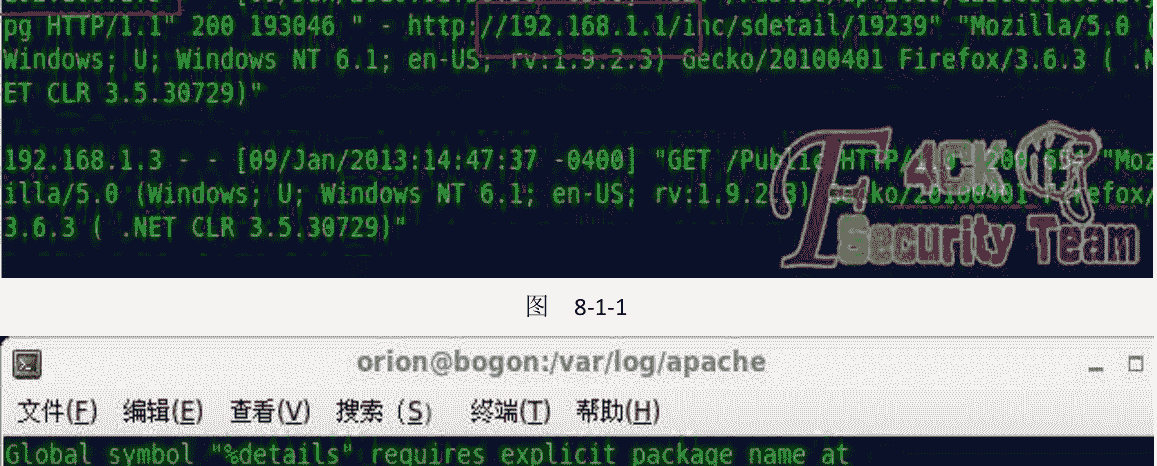 pg HTTP/1.1" 200 193046 " - http://192.168.1.1/inc/sdetail/19239" "Mozilla/5.0 (
Windows; U; Windows NT 6.1; en-US; rv:1.9.2.3) Gecko/20100401 Firefox/3.6.3 ( .N
ET CLR 3.5.30729)"
192.168.1.3 - - [09/Jan/2013:14:47:37 -0400] "GET /Public HTTP/ "Moz
illa/5.0 (Windows; U; Windows NT 6.1; en-US; rv:1.9.2.3) Gecko/20100401 Firefox/
3.6.3 ( .NET CLR 3.5.30729)"
F4CK
Security Team
图 8-1-1
orion@bogon:/var/log/apache
文件(F) 编辑(E) 查看(V) 搜索 (S) 终端(T) 帮助(H)
Global symbol "%details" requires explicit package name at